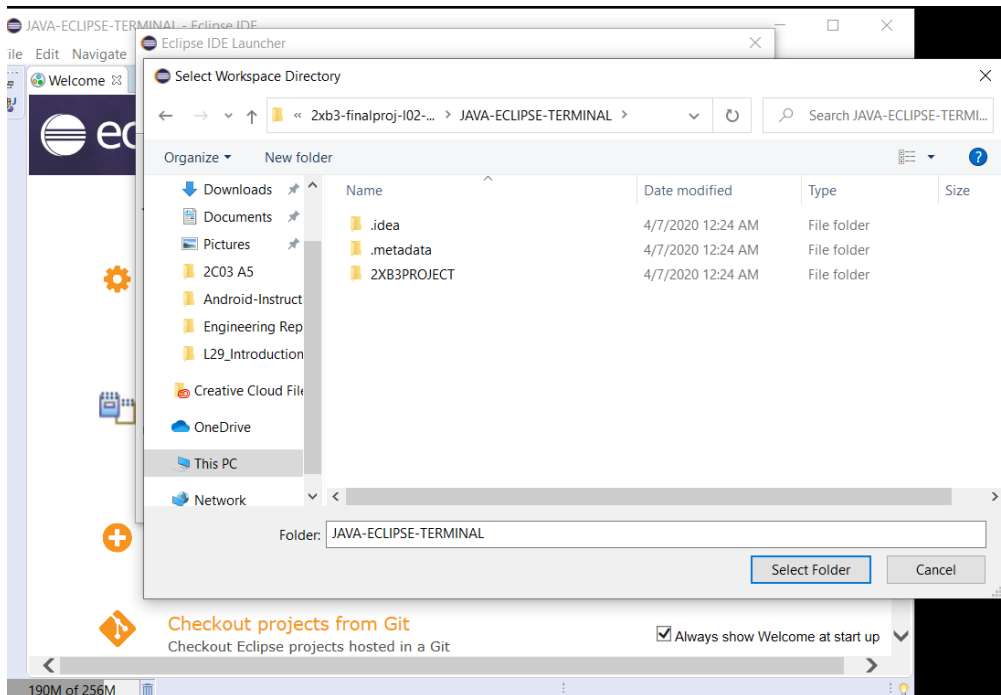 JAVA-ECLIPSE-TERMINAL - Eclipse IDE
Eclipse IDE Launcher
ile Edit Navigate
Welcome
Select Workspace Directory
« 2xb3-finalproj-l02-... > JAVA-ECLIPSE-TERMINAL >
Search JAVA-ECLIPSE-TERMI...
ec
Organize
New folder
Name
Date modified
Type
Size
Downloads
Documents
Pictures
2C03 A5
Android-Instruct
Engineering Rep
L29_Introduction
Creative Cloud File
OneDrive
This PC
Network
.idea 4/7/2020 12:24 AM File folder
.metadata 4/7/2020 12:24 AM File folder
2XB3PROJECT 4/7/2020 12:24 AM File folder
Folder: JAVA-ECLIPSE-TERMINAL
Select Folder
Cancel
Checkout projects from Git
Checkout Eclipse projects hosted in a Git
Always show Welcome at start up
190M of 256M